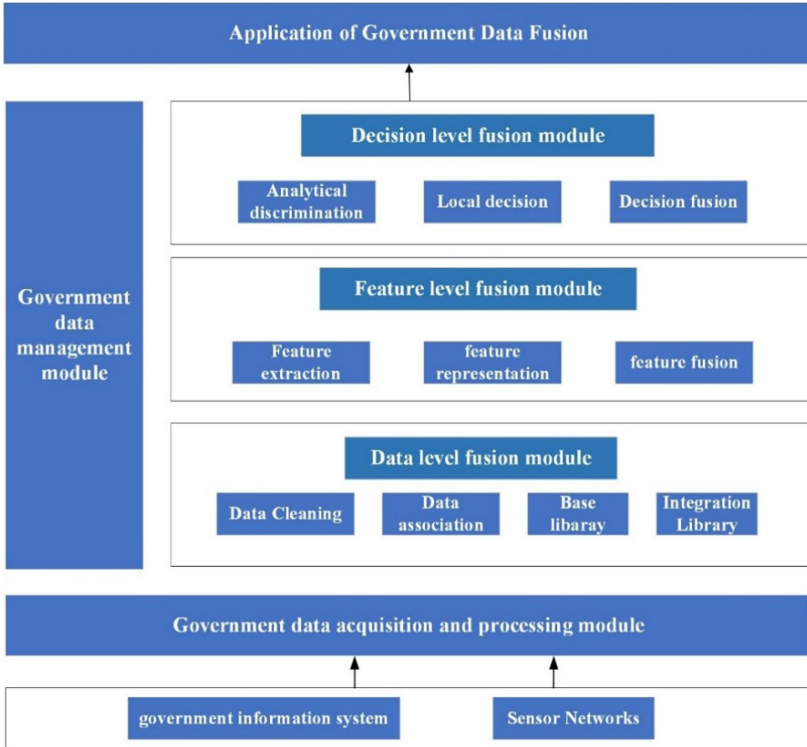 Application of Government Data Fusion
Government
data
management
module
Decision level fusion module
Analytical
discrimination
Local decision
Decision fusion
Feature level fusion module
Feature
extraction
feature
representation
feature fusion
Data level fusion module
Data Cleaning
Data
association
Base
libaray
Integration
Library
Government data acquisition and processing module
government information system
Sensor Networks